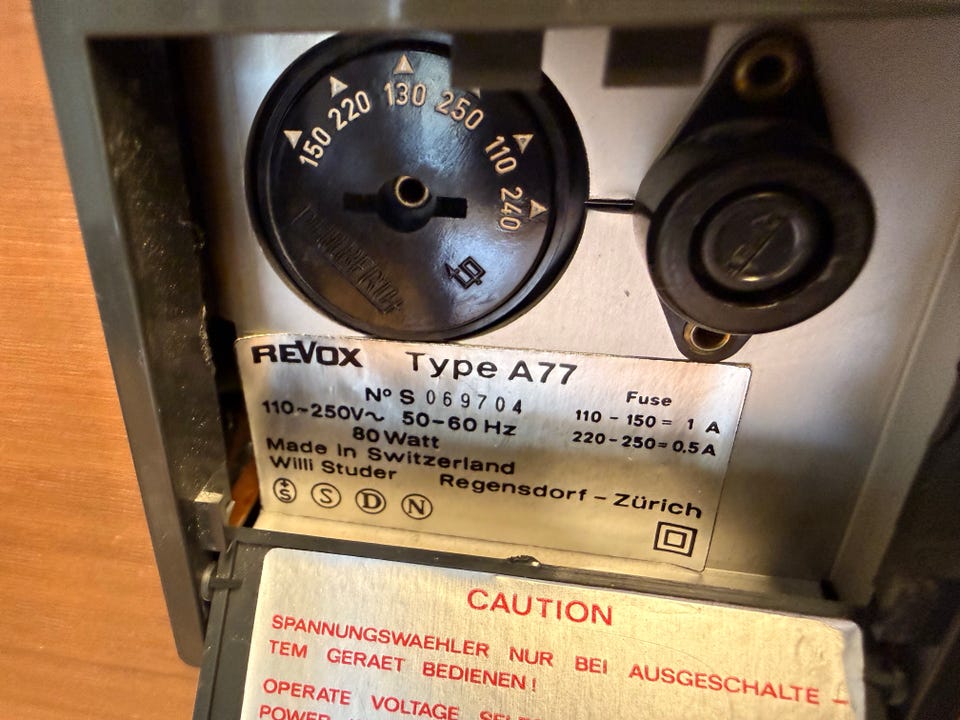 150 220 130 250 110 240
REVOX Type A77
Nº S 069704
110~250V~ 50-60 Hz
80 Watt
Made in Switzerland
Willi Studer Regensdorf – Zürich
S S D N
Fuse
110 - 150 = 1 A
220 - 250 = 0.5 A
CAUTION
SPANNUNGSWAEHLER NUR BEI AUSGESCHALTE -
TEM GERAET BEDIENEN!
OPERATE VOLTAGE